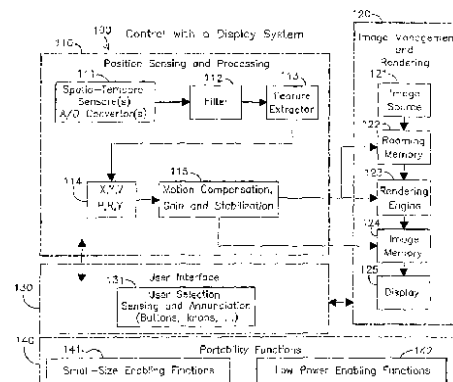 100
Control with a Display System
110
Position Sensing and Processing
111
Spatio-Temporal
Sensors(s)
A/D Convertor(s)
112
Filter
113
Feature
Extractor
114
X,Y,Z
P,R,Y
115
Motion Compensation,
Gain and Stabilization
120
Image Management
and
Rendering
121
Image
Source
122
Roaming
Memory
123
Rendering
Engine
124
Image
Memory
125
Display
130
User Interface
131
User Selection
Sensing and Annunciation
(Buttons, knobs, ...)
140
Portability Functions
141
Small-Size Enabling Functions
142
Low Power Enabling Functions